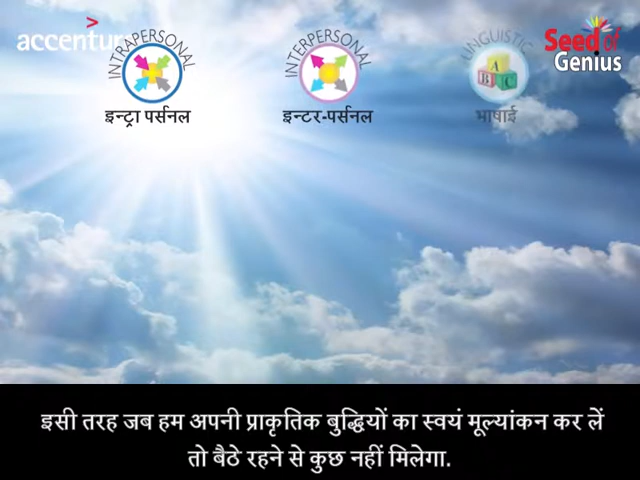 accenture
INTRAPERSONAL
INTERPERSONAL
LINGUISTIC
Seed of
Genius
A
B C
इन्ट्रा पर्सनल
इन्टर-पर्सनल
भाषाई
इसी तरह जब हम अपनी प्राकृतिक बुद्धियों का स्वयं मूल्यांकन कर लें
तो बैठे रहने से कुछ नहीं मिलेगा.